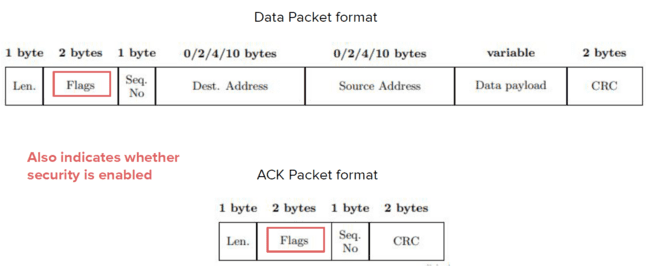 Data Packet format
1 byte 2 bytes 1 byte 0/2/4/10 bytes 0/2/4/10 bytes variable 2 bytes
Len. Flags Seq. No Dest. Address Source Address Data payload CRC
Also indicates whether
security is enabled
ACK Packet format
1 byte 2 bytes 1 byte 2 bytes
Len. Flags Seq. No CRC